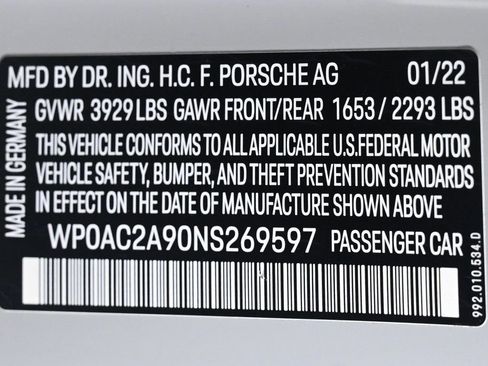 MFD BY DR. ING. H.C. F. PORSCHE AG 01/22
GVWR 3929 LBS GAWR FRONT/REAR 1653 / 2293 LBS
THIS VEHICLE CONFORMS TO ALL APPLICABLE U.S.FEDERAL MOTOR
VEHICLE SAFETY, BUMPER, AND THEFT PREVENTION STANDARDS
IN EFFECT ON THE DATE OF MANUFACTURE SHOWN ABOVE
WP0AC2A90NS269597 PASSENGER CAR
MADE IN GERMANY
992.010.534.D